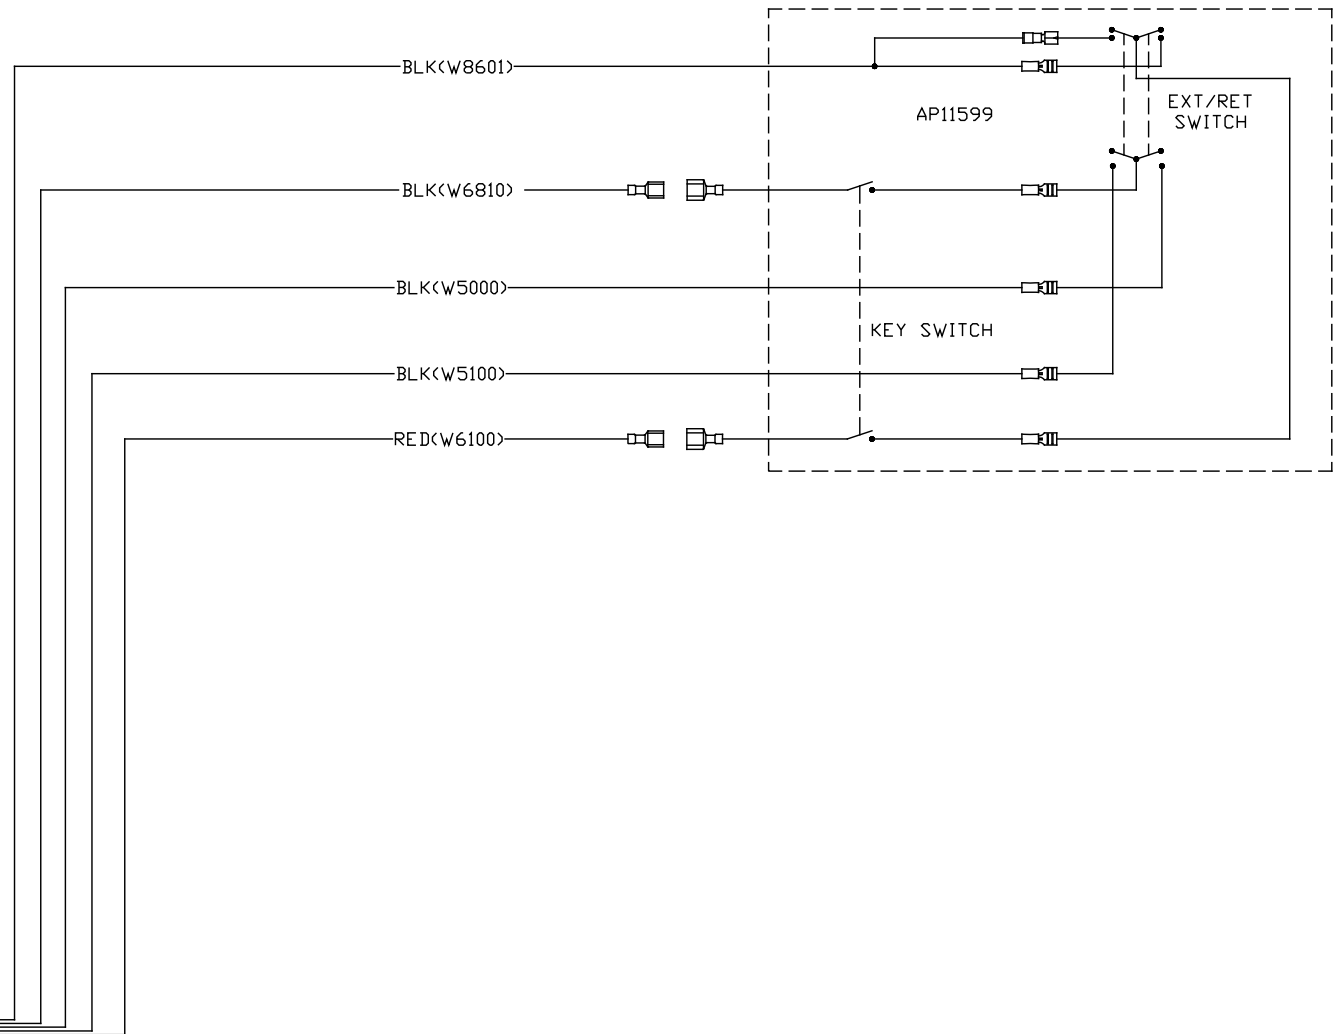 BLK(W8601)
AP11599
EXT/RET
SWITCH
BLK(W6810)
BLK(W5000)
KEY SWITCH
BLK(W5100)
RED(W6100)